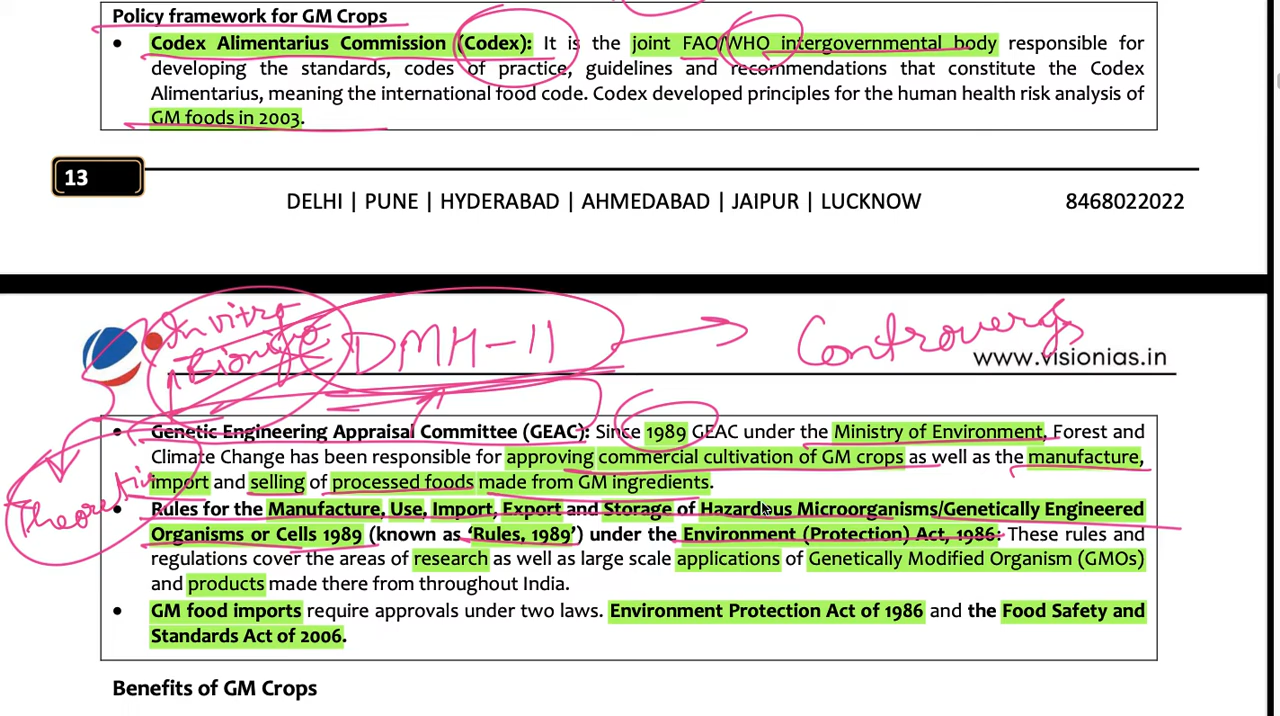 Policy framework for GM Crops
• Codex Alimentarius Commission (Codex): It is the joint FAO/WHO intergovernmental body responsible for
developing the standards, codes of practice, guidelines and recommendations that constitute the Codex
Alimentarius, meaning the international food code. Codex developed principles for the human health risk analysis of
GM foods in 2003.
13
DELHI | PUNE | HYDERABAD | AHMEDABAD | JAIPUR | LUCKNOW 8468022022
In vitro
DMH-11
Controversy
www.visionias.in
• Genetic Engineering Appraisal Committee (GEAC): Since 1989 GEAC under the Ministry of Environment, Forest and
Climate Change has been responsible for approving commercial cultivation of GM crops as well as the manufacture,
import and selling of processed foods made from GM ingredients.
Theoretic
• Rules for the Manufacture, Use, Import, Export and Storage of Hazardous Microorganisms/Genetically Engineered
Organisms or Cells 1989 (known as ‘Rules, 1989’) under the Environment (Protection) Act, 1986: These rules and
regulations cover the areas of research as well as large scale applications of Genetically Modified Organism (GMOs)
and products made there from throughout India.
• GM food imports require approvals under two laws. Environment Protection Act of 1986 and the Food Safety and
Standards Act of 2006.
Benefits of GM Crops